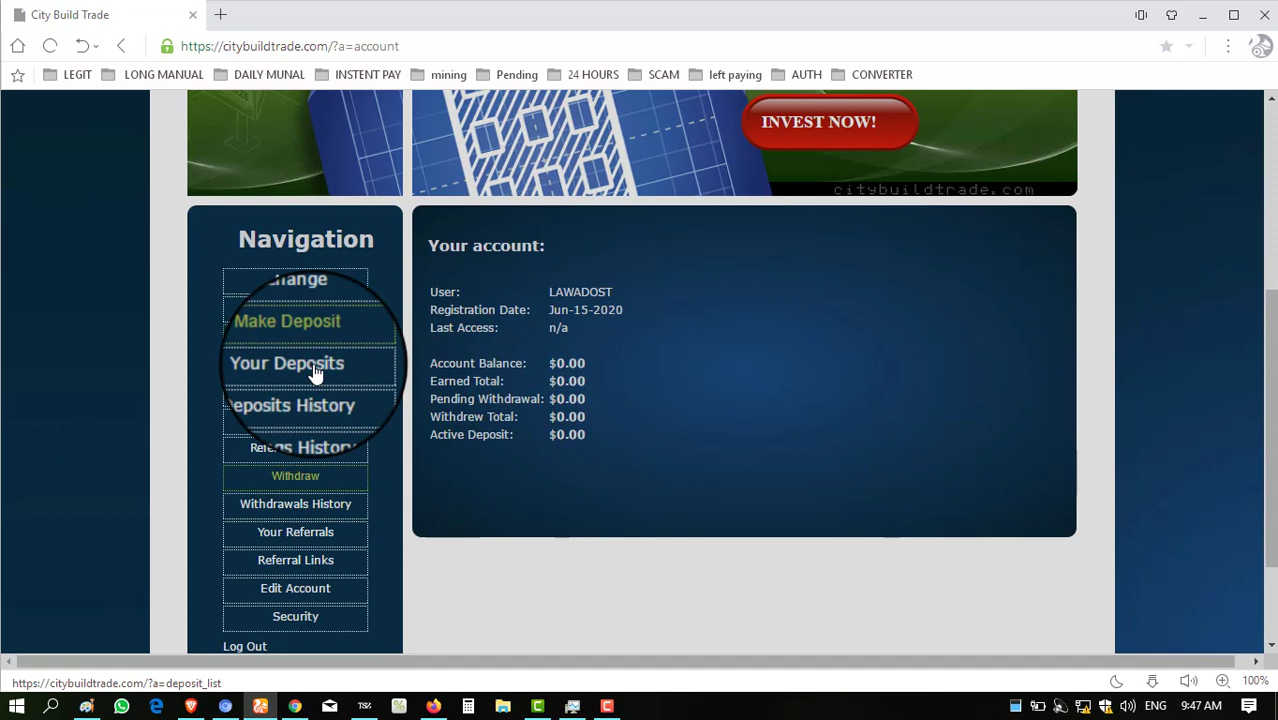 City Build Trade
https://citybuildtrade.com/?a=account
LEGIT LONG MANUAL DAILY MUNAL INSTENT PAY mining Pending 24 HOURS SCAM left paying AUTH CONVERTER
INVEST NOW!
citybuildtrade.com
Navigation
change
Make Deposit
Your Deposits
eposits History
gs History
Withdraw
Withdrawals History
Your Referrals
Referral Links
Edit Account
Security
Log Out
Your account:
User: LAWADOST
Registration Date: Jun-15-2020
Last Access: n/a
Account Balance: $0.00
Earned Total: $0.00
Pending Withdrawal: $0.00
Withdrew Total: $0.00
Active Deposit: $0.00
https://citybuildtrade.com/?a=deposit_list
100%
ENG 9:47 AM